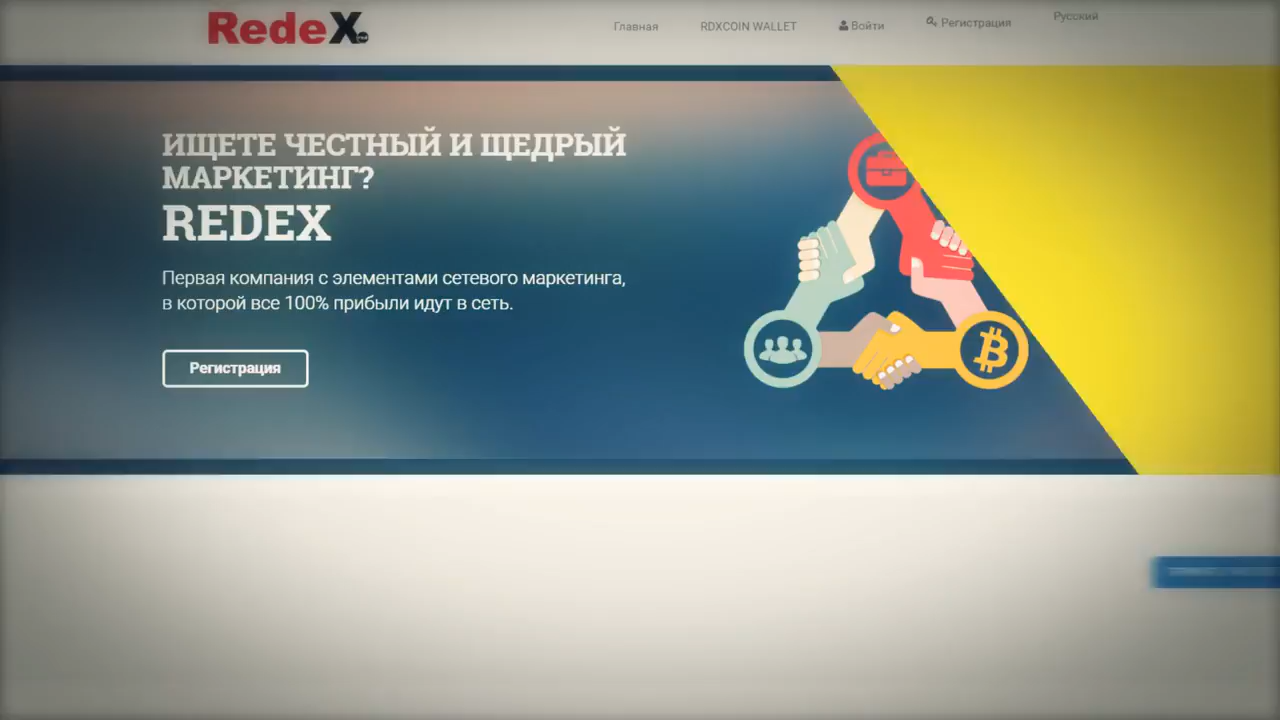 RedeX
Главная
RDXCOIN WALLET
Войти
Регистрация
Русский
ИЩЕТЕ ЧЕСТНЫЙ И ЩЕДРЫЙ
МАРКЕТИНГ?
REDEX
Первая компания с элементами сетевого маркетинга,
в которой все 100% прибыли идут в сеть.
Регистрация